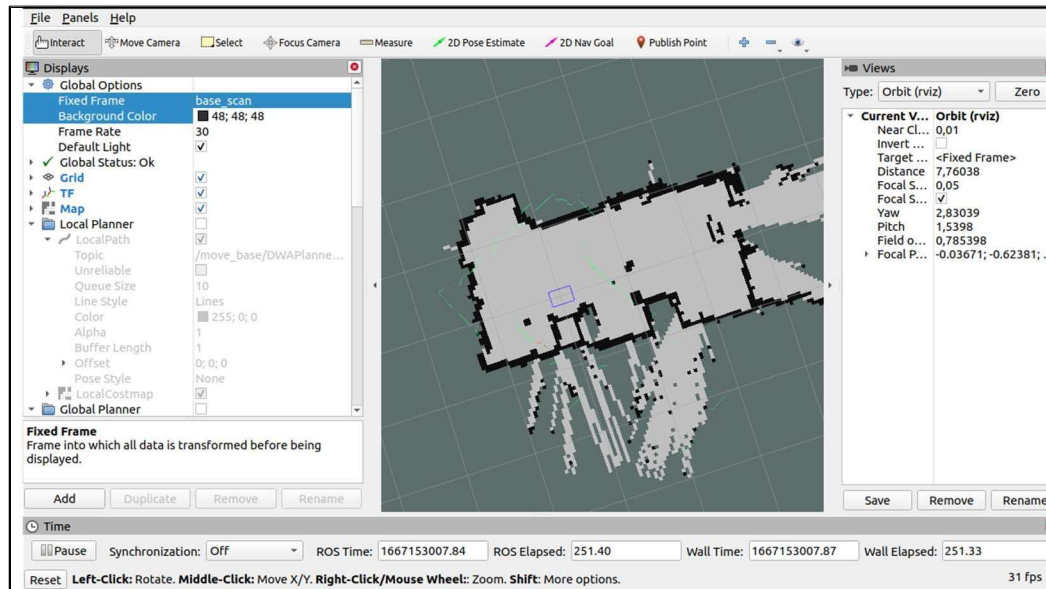 File Panels Help
Interact Move Camera Select Focus Camera Measure 2D Pose Estimate 2D Nav Goal Publish Point
Displays
Global Options
Fixed Frame base_scan
Background Color 48; 48; 48
Frame Rate 30
Default Light
Global Status: Ok
Grid
TF
Map
Local Planner
LocalPath
Topic /move_base/DWAPlanne...
Unreliable
Queue Size 10
Line Style Lines
Color 255; 0; 0
Alpha 1
Buffer Length 1
Offset 0; 0; 0
Pose Style None
LocalCostmap
Global Planner
Fixed Frame
Frame into which all data is transformed before being
displayed.
Add Duplicate Remove Rename
Views
Type: Orbit (rviz) Zero
Current V... Orbit (rviz)
Near Cl... 0,01
Invert ...
Target ... <Fixed Frame>
Distance 7,76038
Focal S... 0,05
Focal S...
Yaw 2,83039
Pitch 1,5398
Field o... 0,785398
Focal P... -0.03671; -0.62381; ..
Save Remove Rename
Time
Pause Synchronization: Off ROS Time: 1667153007.84 ROS Elapsed: 251.40 Wall Time: 1667153007.87 Wall Elapsed: 251.33
Reset Left-Click: Rotate. Middle-Click: Move X/Y. Right-Click/Mouse Wheel:: Zoom. Shift: More options. 31 fps